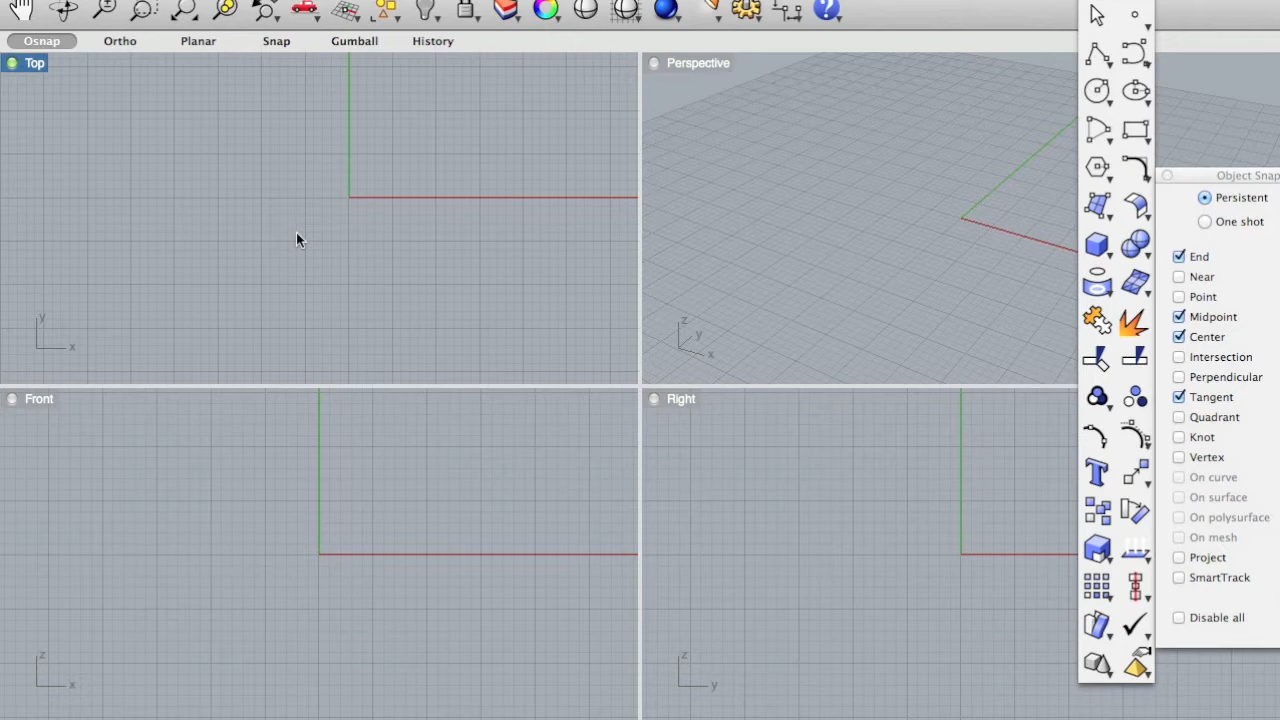 Osnap Ortho Planar Snap Gumball History
Top
y
x
Perspective
z
y
x
Front
z
x
Right
z
y
Object Snap
Persistent
One shot
End
Near
Point
Midpoint
Center
Intersection
Perpendicular
Tangent
Quadrant
Knot
Vertex
On curve
On surface
On polysurface
On mesh
Project
SmartTrack
Disable all